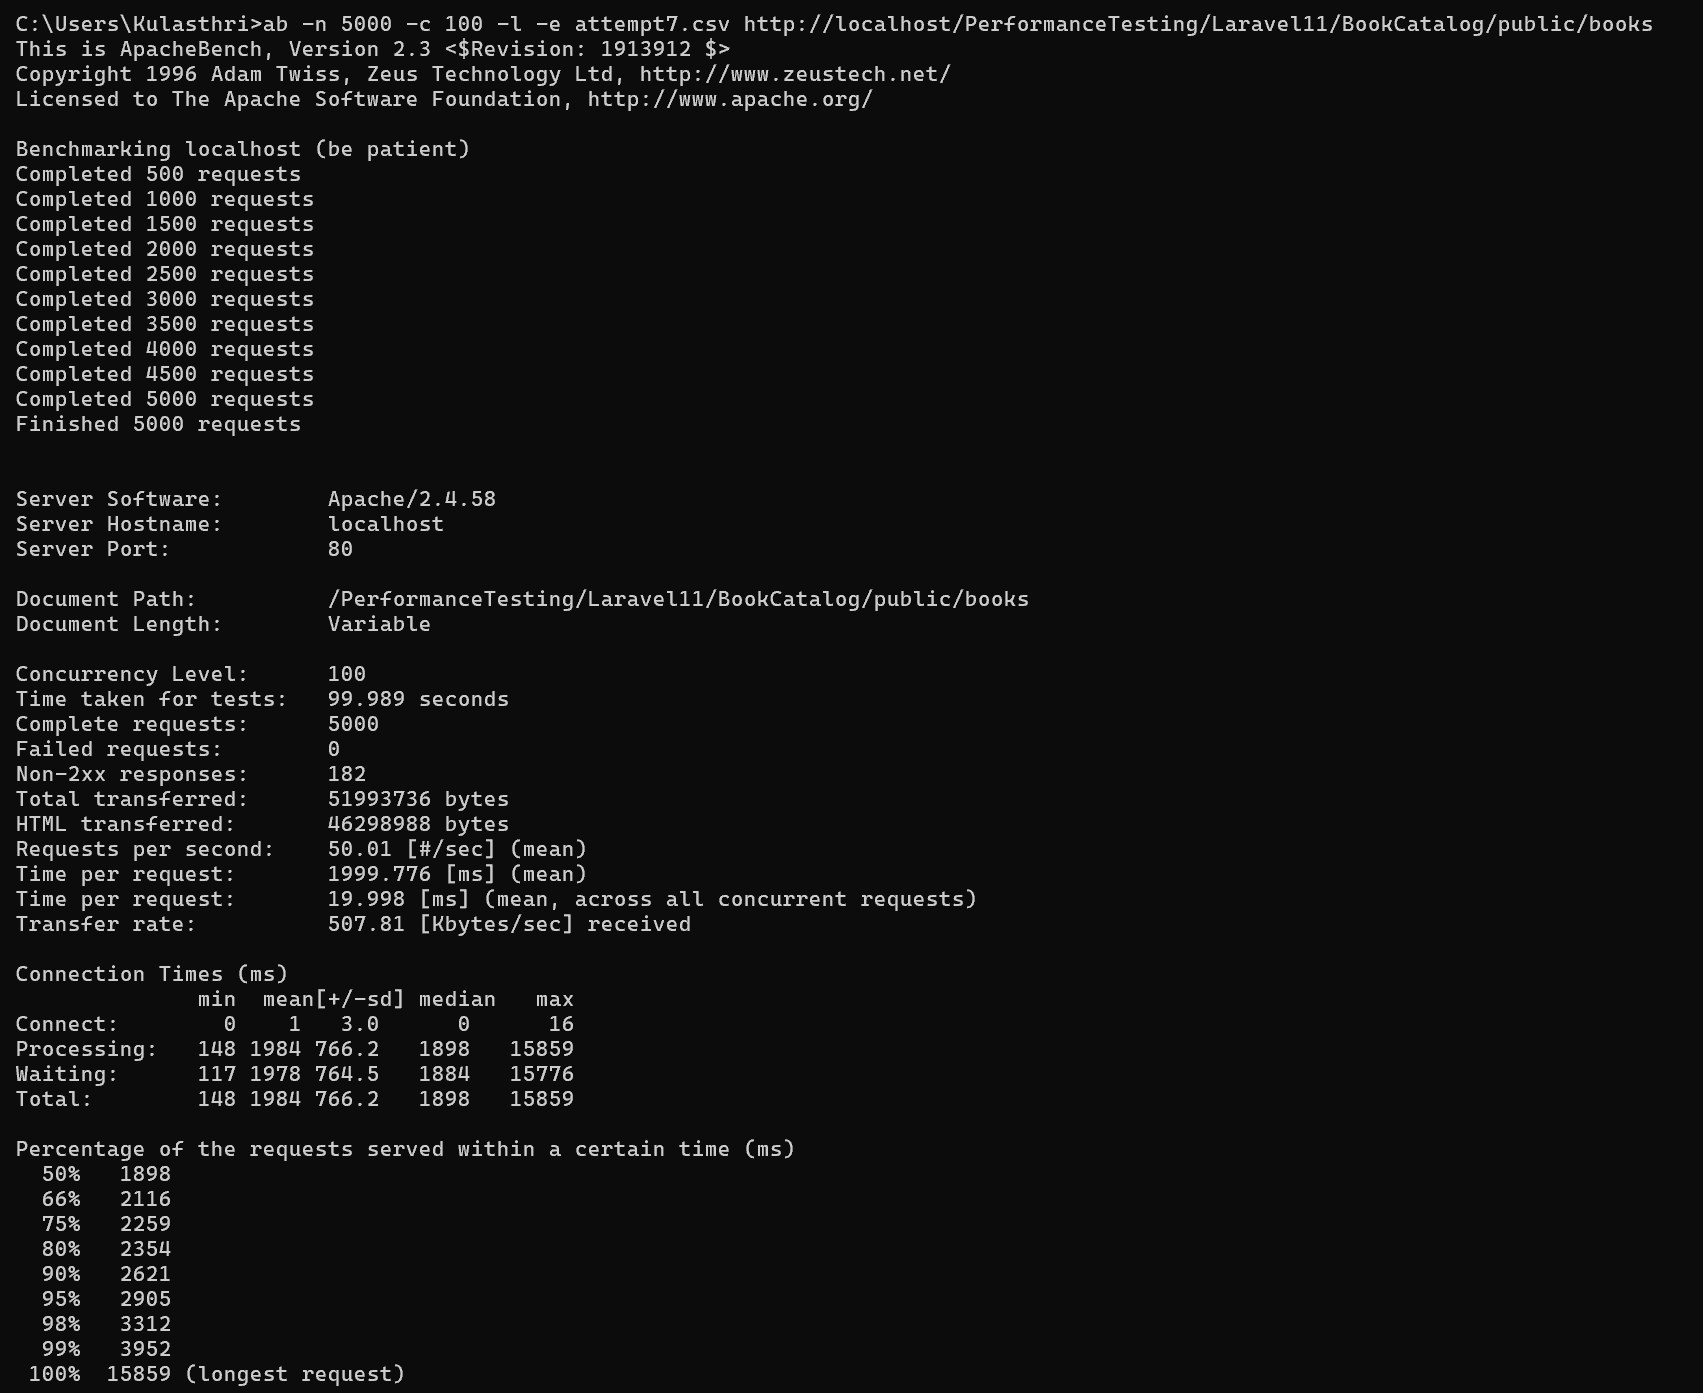 C:\Users\Kulasthri>ab -n 5000 -c 100 -l -e attempt7.csv http://localhost/PerformanceTesting/Laravel11/BookCatalog/public/books
This is ApacheBench, Version 2.3 <$Revision: 1913912 $>
Copyright 1996 Adam Twiss, Zeus Technology Ltd, http://www.zeustech.net/
Licensed to The Apache Software Foundation, http://www.apache.org/

Benchmarking localhost (be patient)
Completed 500 requests
Completed 1000 requests
Completed 1500 requests
Completed 2000 requests
Completed 2500 requests
Completed 3000 requests
Completed 3500 requests
Completed 4000 requests
Completed 4500 requests
Completed 5000 requests
Finished 5000 requests


Server Software:        Apache/2.4.58
Server Hostname:        localhost
Server Port:            80

Document Path:          /PerformanceTesting/Laravel11/BookCatalog/public/books
Document Length:        Variable

Concurrency Level:      100
Time taken for tests:   99.989 seconds
Complete requests:      5000
Failed requests:        0
Non-2xx responses:      182
Total transferred:      51993736 bytes
HTML transferred:       46298988 bytes
Requests per second:    50.01 [#/sec] (mean)
Time per request:       1999.776 [ms] (mean)
Time per request:       19.998 [ms] (mean, across all concurrent requests)
Transfer rate:          507.81 [Kbytes/sec] received

Connection Times (ms)
              min  mean[+/-sd] median   max
Connect:        0    1   3.0      0      16
Processing:   148 1984 766.2   1898   15859
Waiting:      117 1978 764.5   1884   15776
Total:        148 1984 766.2   1898   15859

Percentage of the requests served within a certain time (ms)
  50%   1898
  66%   2116
  75%   2259
  80%   2354
  90%   2621
  95%   2905
  98%   3312
  99%   3952
 100%  15859 (longest request)